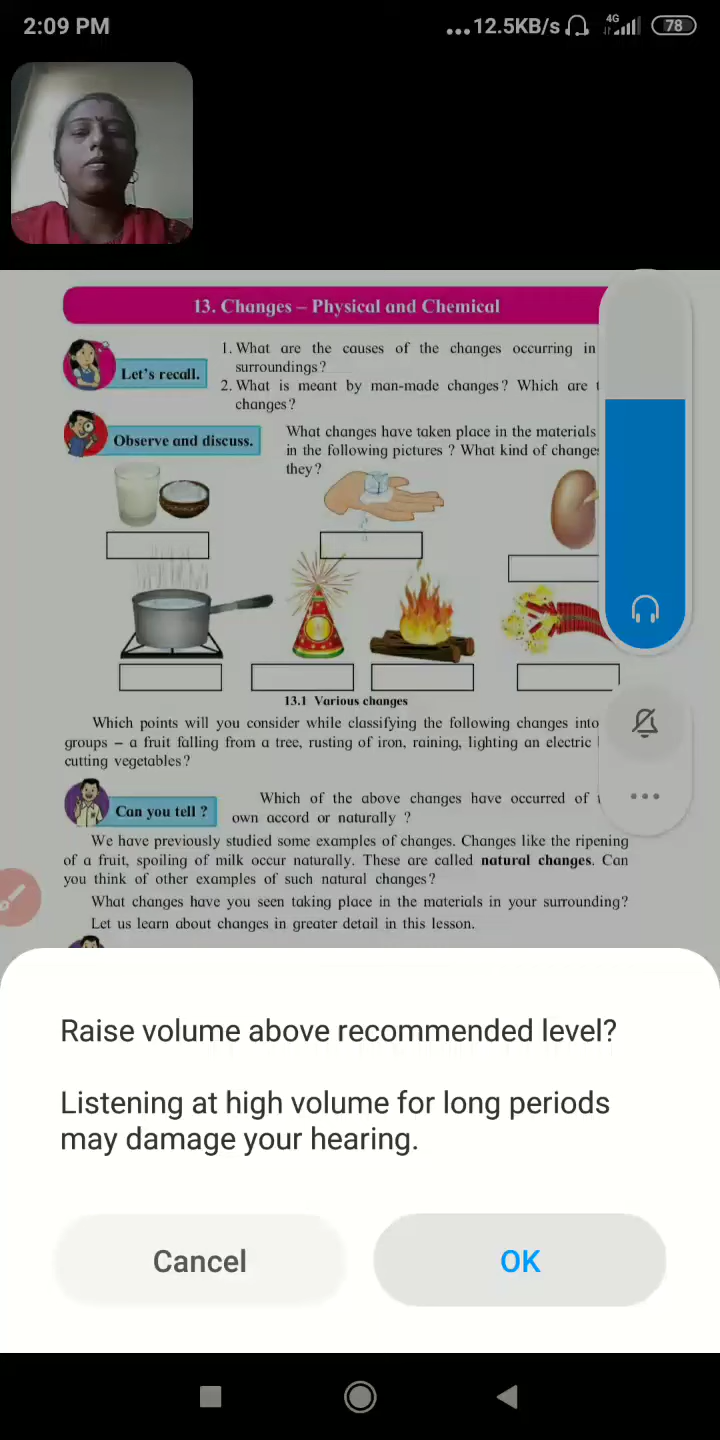 2:09 PM
...12.5KB/s 4G 78
13. Changes – Physical and Chemical
Let's recall.
1. What are the causes of the changes occurring in
surroundings?
2. What is meant by man-made changes? Which are
changes?
Observe and discuss.
What changes have taken place in the materials
in the following pictures ? What kind of change
they?
13.1 Various changes
Which points will you consider while classifying the following changes into
groups – a fruit falling from a tree, rusting of iron, raining, lighting an electric
cutting vegetables?
Can you tell ?
Which of the above changes have occurred of
own accord or naturally ?
We have previously studied some examples of changes. Changes like the ripening
of a fruit, spoiling of milk occur naturally. These are called natural changes. Can
you think of other examples of such natural changes?
What changes have you seen taking place in the materials in your surrounding?
Let us learn about changes in greater detail in this lesson.
Raise volume above recommended level?
Listening at high volume for long periods
may damage your hearing.
Cancel
OK